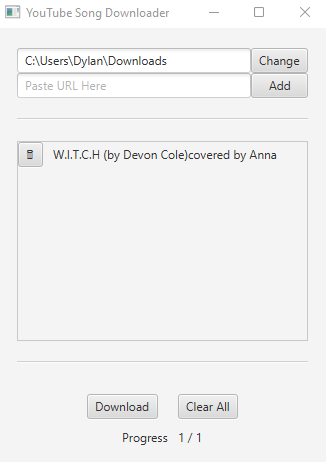 YouTube Song Downloader
C:\Users\Dylan\Downloads Change
Paste URL Here Add
W.I.T.C.H (by Devon Cole)covered by Anna
Download Clear All
Progress 1 / 1